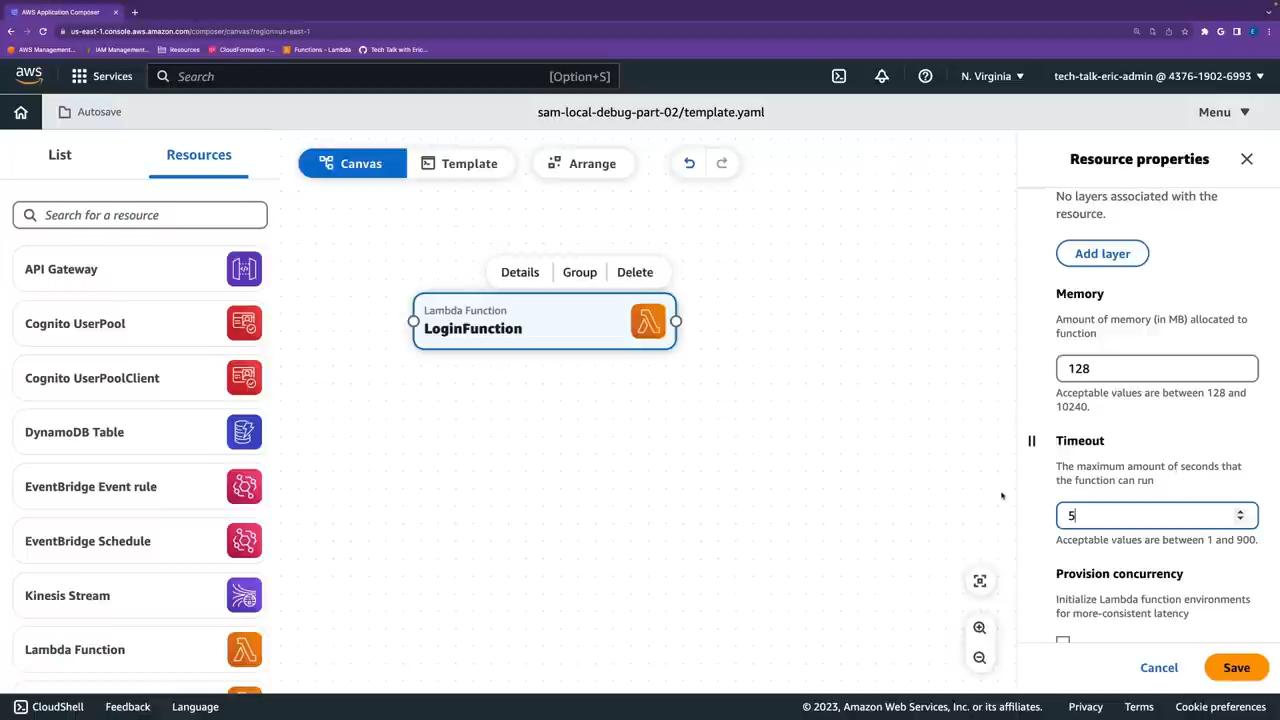 AWS Application Composer
us-east-1.console.aws.amazon.com/composer/canvas?region=us-east-1
AWS Management...
IAM Management...
Resources
CloudFormation -...
Functions - Lambda
Tech Talk with Eric...
aws
Services
Search
[Option+S]
N. Virginia
tech-talk-eric-admin @ 4376-1902-6993
Autosave
sam-local-debug-part-02/template.yaml
Menu
List
Resources
Search for a resource
API Gateway
Cognito UserPool
Cognito UserPoolClient
DynamoDB Table
EventBridge Event rule
EventBridge Schedule
Kinesis Stream
Lambda Function
Canvas
Template
Arrange
Details
Group
Delete
Lambda Function
LoginFunction
Resource properties
No layers associated with the
resource.
Add layer
Memory
Amount of memory (in MB) allocated to
function
128
Acceptable values are between 128 and
10240.
Timeout
The maximum amount of seconds that
the function can run
5
Acceptable values are between 1 and 900.
Provision concurrency
Initialize Lambda function environments
for more-consistent latency
Cancel
Save
CloudShell
Feedback
Language
© 2023, Amazon Web Services, Inc. or its affiliates.
Privacy
Terms
Cookie preferences